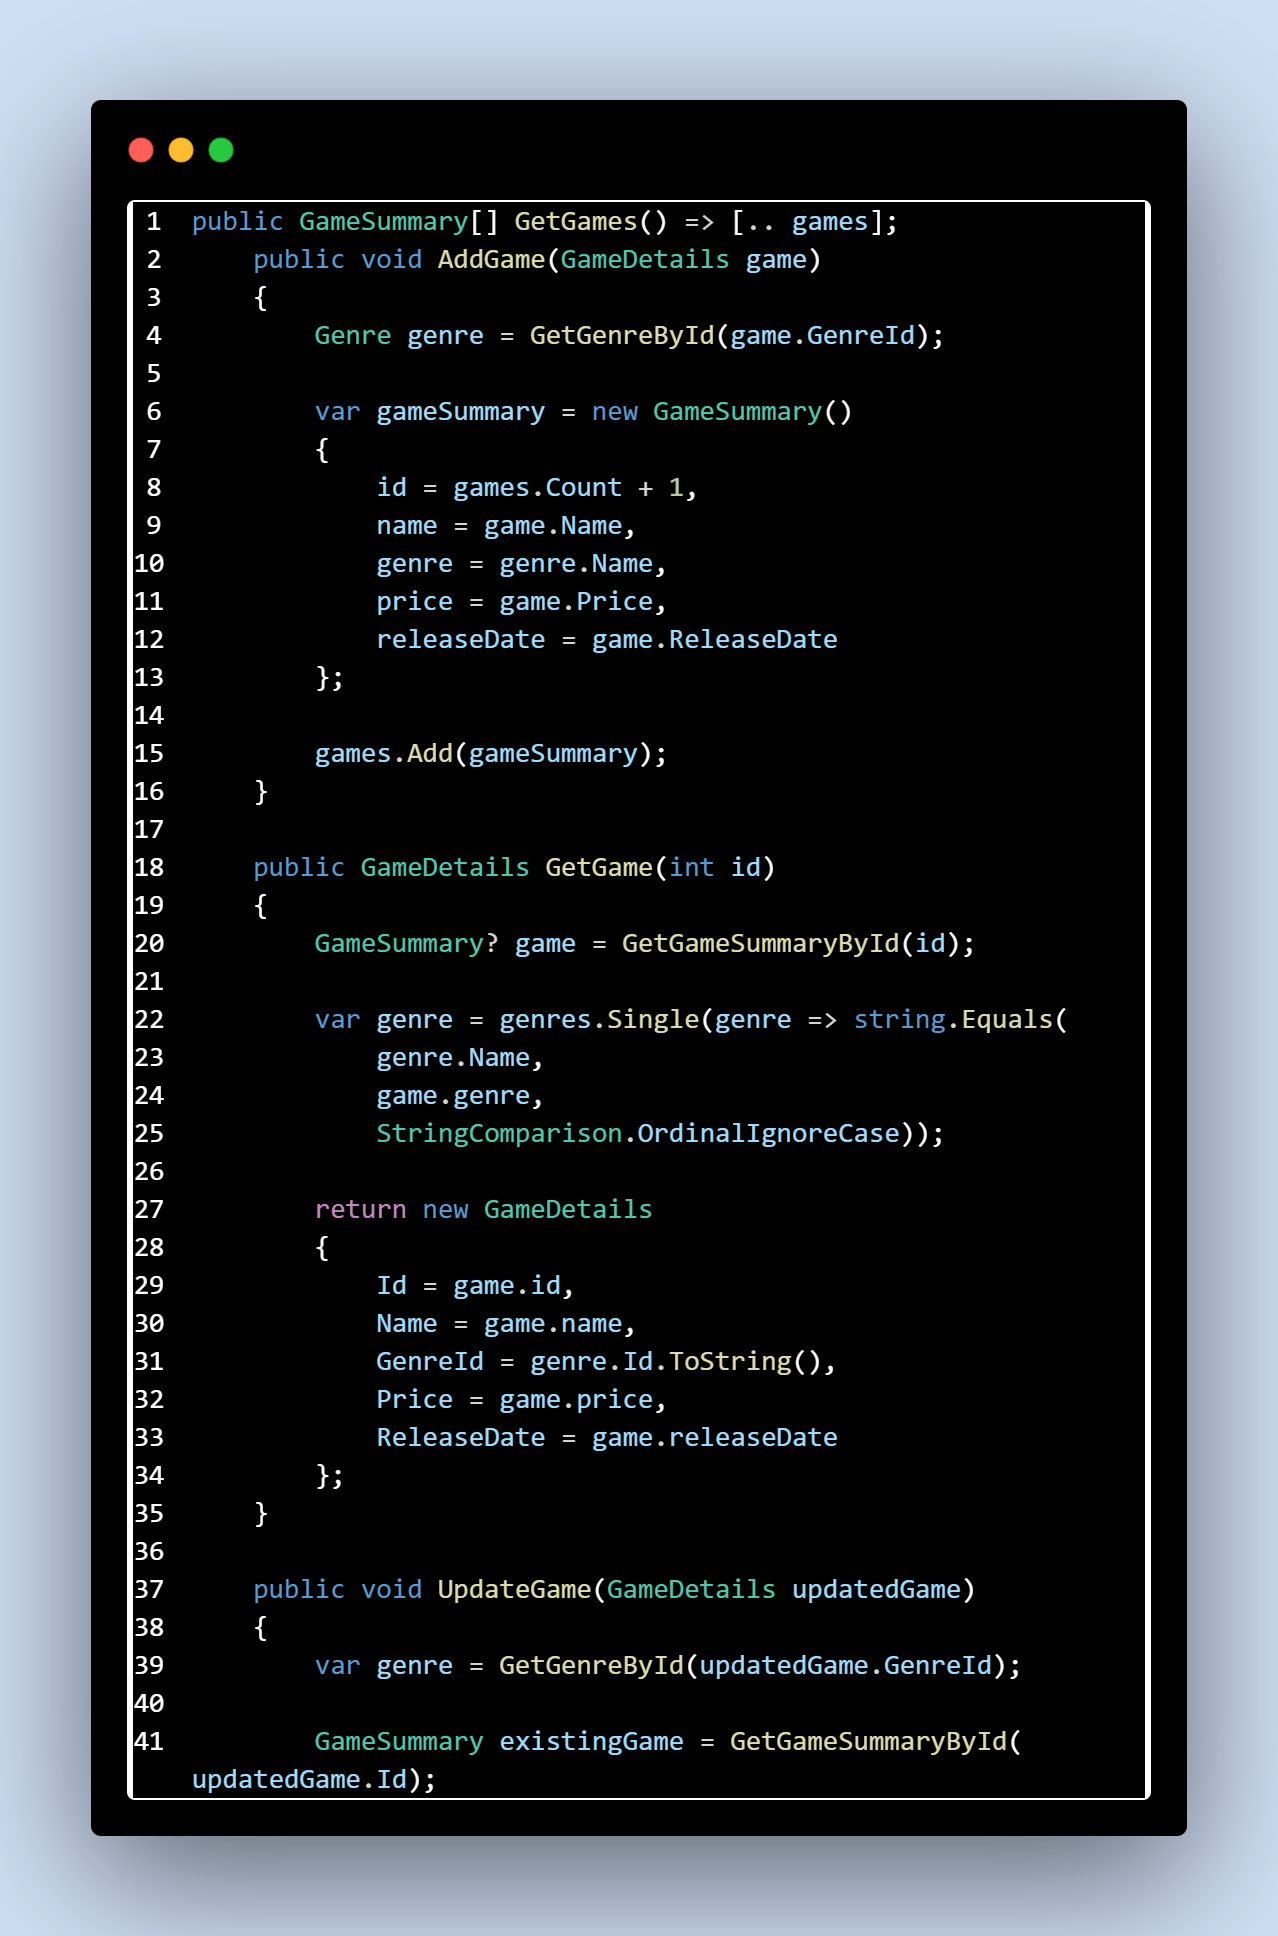 1 public GameSummary[] GetGames() => [.. games];
2     public void AddGame(GameDetails game)
3     {
4         Genre genre = GetGenreById(game.GenreId);
5
6         var gameSummary = new GameSummary()
7         {
8             id = games.Count + 1,
9             name = game.Name,
10             genre = genre.Name,
11             price = game.Price,
12             releaseDate = game.ReleaseDate
13         };
14
15         games.Add(gameSummary);
16     }
17
18     public GameDetails GetGame(int id)
19     {
20         GameSummary? game = GetGameSummaryById(id);
21
22         var genre = genres.Single(genre => string.Equals(
23             genre.Name,
24             game.genre,
25             StringComparison.OrdinalIgnoreCase));
26
27         return new GameDetails
28         {
29             Id = game.id,
30             Name = game.name,
31             GenreId = genre.Id.ToString(),
32             Price = game.price,
33             ReleaseDate = game.releaseDate
34         };
35     }
36
37     public void UpdateGame(GameDetails updatedGame)
38     {
39         var genre = GetGenreById(updatedGame.GenreId);
40
41         GameSummary existingGame = GetGameSummaryById(
updatedGame.Id);